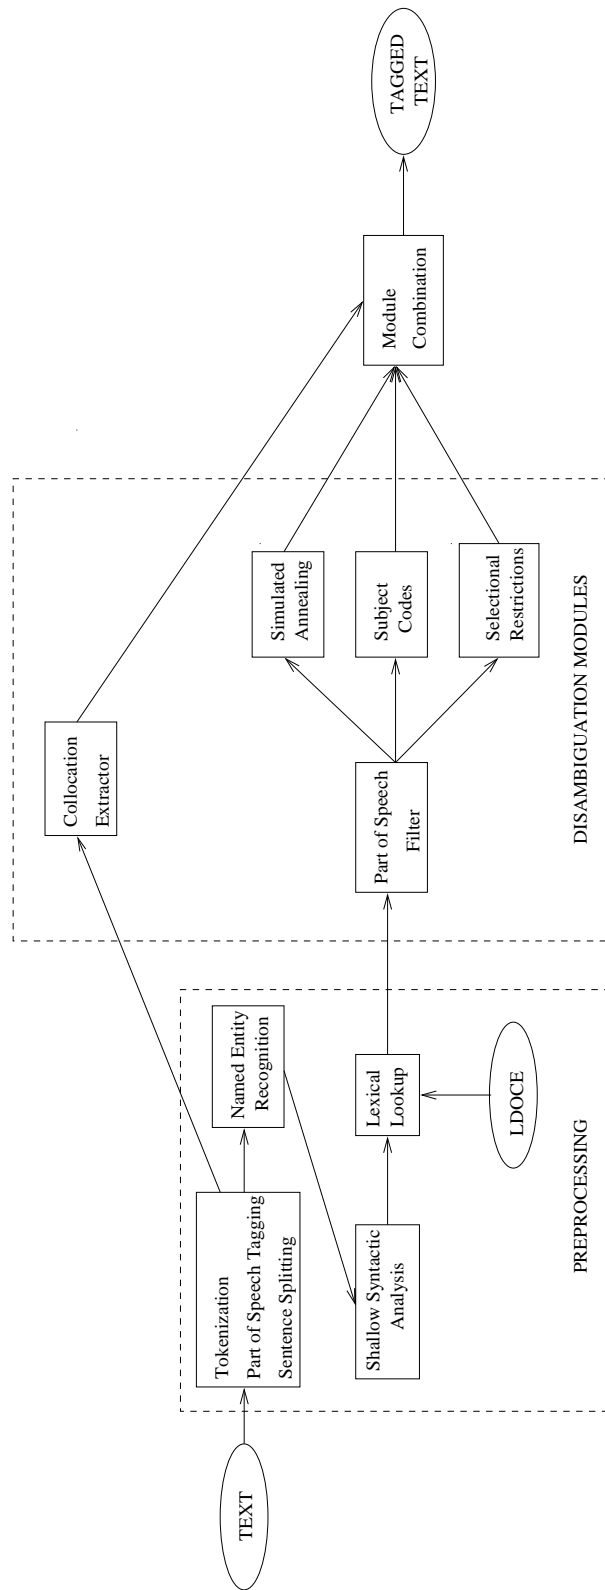 TEXT
Tokenization
Part of Speech Tagging
Sentence Splitting
Named Entity
Recognition
Shallow Syntactic
Analysis
Lexical
Lookup
LDOCE
PREPROCESSING
Collocation
Extractor
Part of Speech
Filter
Simulated
Annealing
Subject
Codes
Selectional
Restrictions
DISAMBIGUATION MODULES
Module
Combination
TAGGED
TEXT